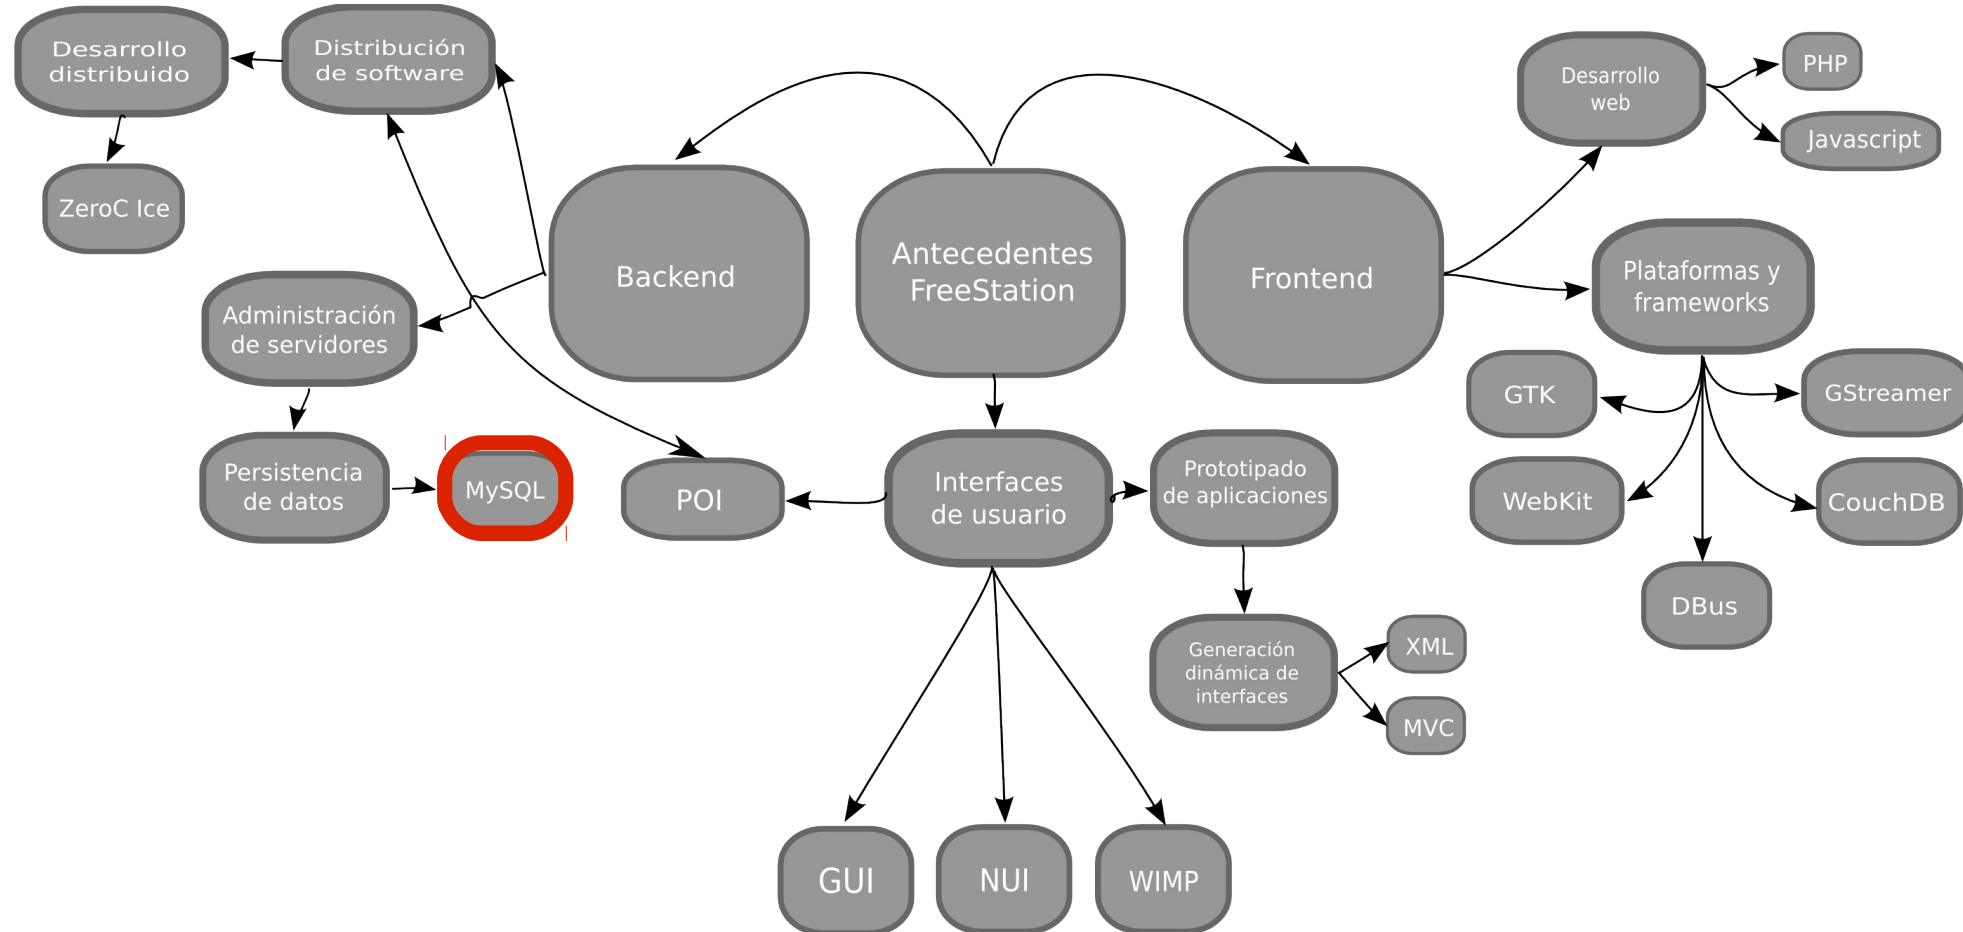 Desarrollo
distribuido
Distribución
de software
ZeroC Ice
Backend
Antecedentes
FreeStation
Frontend
Desarrollo
web
PHP
Javascript
Plataformas y
frameworks
Administración
de servidores
Persistencia
de datos
MySQL
POI
Interfaces
de usuario
Prototipado
de aplicaciones
GTK
GStreamer
WebKit
CouchDB
DBus
Generación
dinámica de
interfaces
XML
MVC
GUI
NUI
WIMP